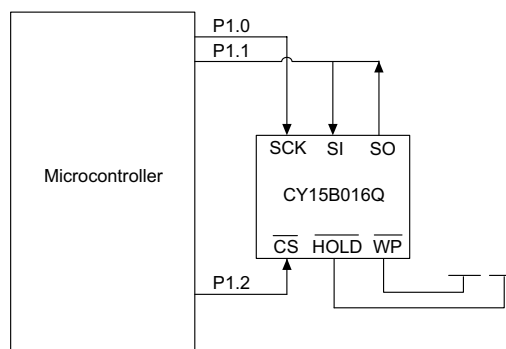 P1.0
P1.1
SCK SI SO
Microcontroller
CY15B016Q
CS HOLD WP
P1.2